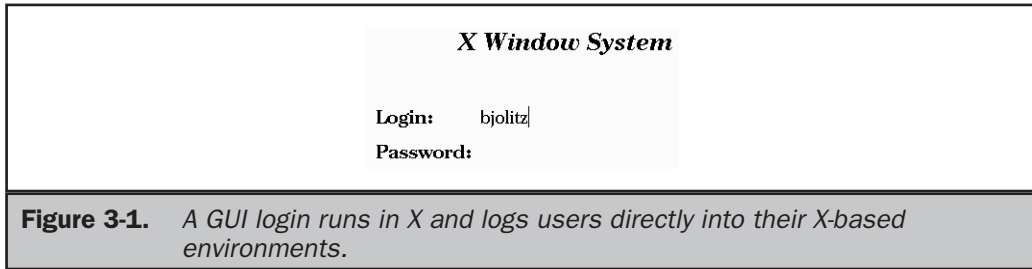 X Window System
Login: bjolitz
Password:
Figure 3-1. A GUI login runs in X and logs users directly into their X-based
environments.